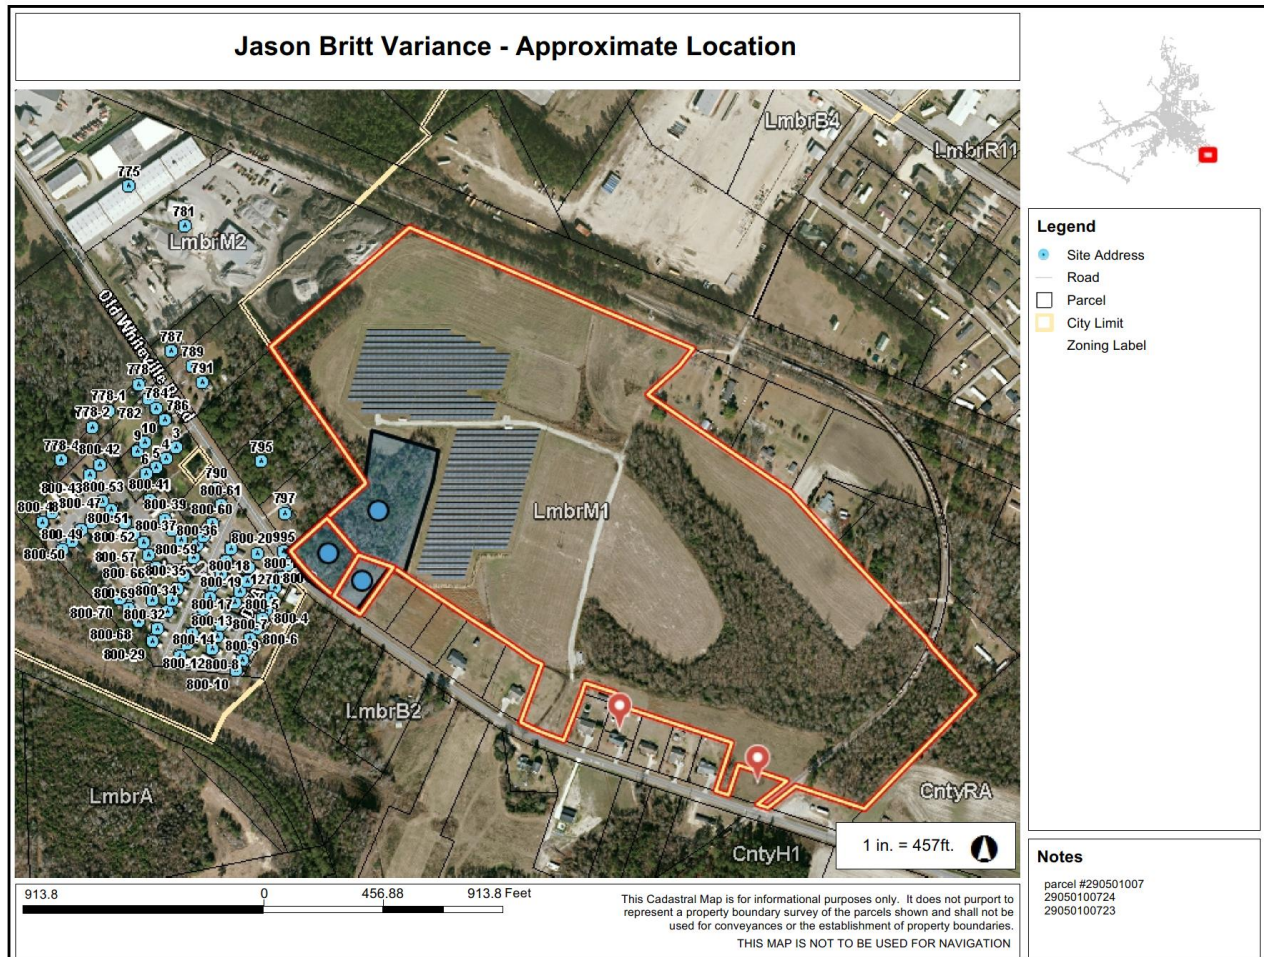 Jason Britt Variance - Approximate Location
LmbrB4
LmbrR11
775
781
LmbrM2
Old Whiteville Rd
787
789
778
791
778-1
784
782
786
778-2
10
3
9
4
778-4
800-42
5
6
795
790
800-43
800-53
800-41
800-61
800-48
800-47
800-39
800-60
797
LmbrM1
800-51
800-37
800-36
800-49
800-52
800-20
995
800-50
800-57
800-59
800-18
800-66
800-35
800-19
1270
800-69
800-34
800-17
800-5
800-70
800-32
800-13
800-7
800-4
800-68
800-14
800-9
800-6
800-29
800-12
800-8
800-10
LmbrB2
LmbrA
CntyRA
CntyH1
1 in. = 457ft.
913.8 0 456.88 913.8 Feet
This Cadastral Map is for informational purposes only. It does not purport to
represent a property boundary survey of the parcels shown and shall not be
used for conveyances or the establishment of property boundaries.
THIS MAP IS NOT TO BE USED FOR NAVIGATION
Legend
Site Address
Road
Parcel
City Limit
Zoning Label
Notes
parcel #290501007
29050100724
29050100723